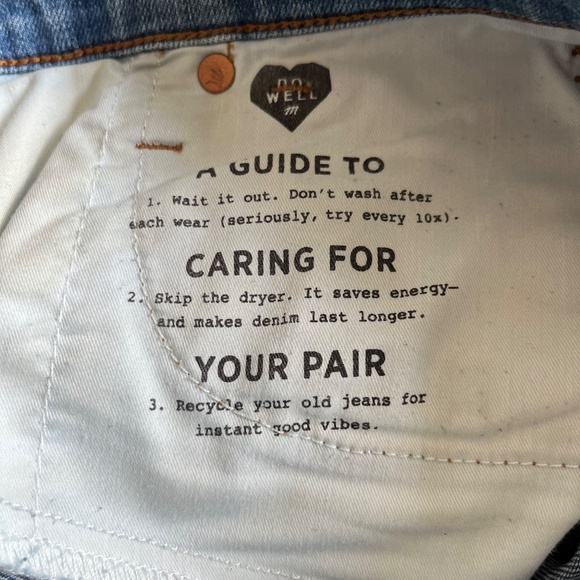 DO
WELL
m
A GUIDE TO
1. Wait it out. Don't wash after
each wear (seriously, try every 10x).
CARING FOR
2. Skip the dryer. It saves energy—
and makes denim last longer.
YOUR PAIR
3. Recycle your old jeans for
instant good vibes.